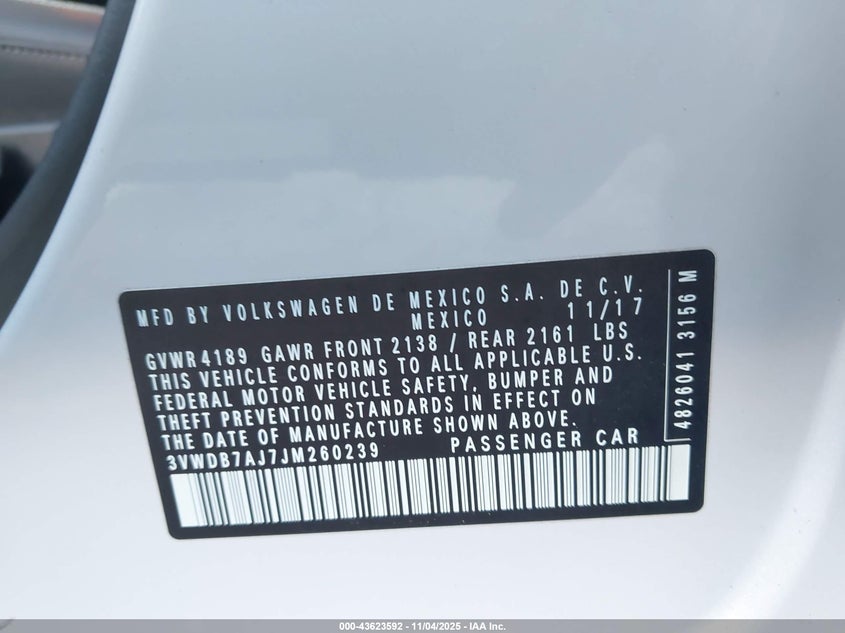 MFD BY VOLKSWAGEN DE MEXICO S.A. DE C.V.
MEXICO 11/17
GVWR 4189 GAWR FRONT 2138 / REAR 2161 LBS
THIS VEHICLE CONFORMS TO ALL APPLICABLE U.S.
FEDERAL MOTOR VEHICLE SAFETY, BUMPER AND
THEFT PREVENTION STANDARDS IN EFFECT ON
THE DATE OF MANUFACTURE SHOWN ABOVE.
3VWDB7AJ7JM260239 PASSENGER CAR
4826041 3156 M
000-43623592 - 11/04/2025 - IAA Inc.